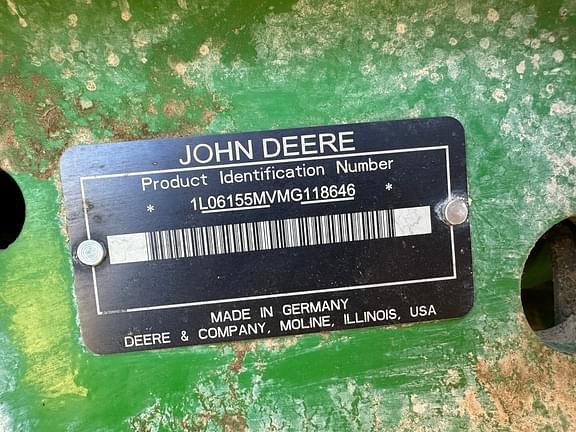 JOHN DEERE
Product Identification Number
* 1L06155MVMG118646 *
MADE IN GERMANY
DEERE & COMPANY, MOLINE, ILLINOIS, USA